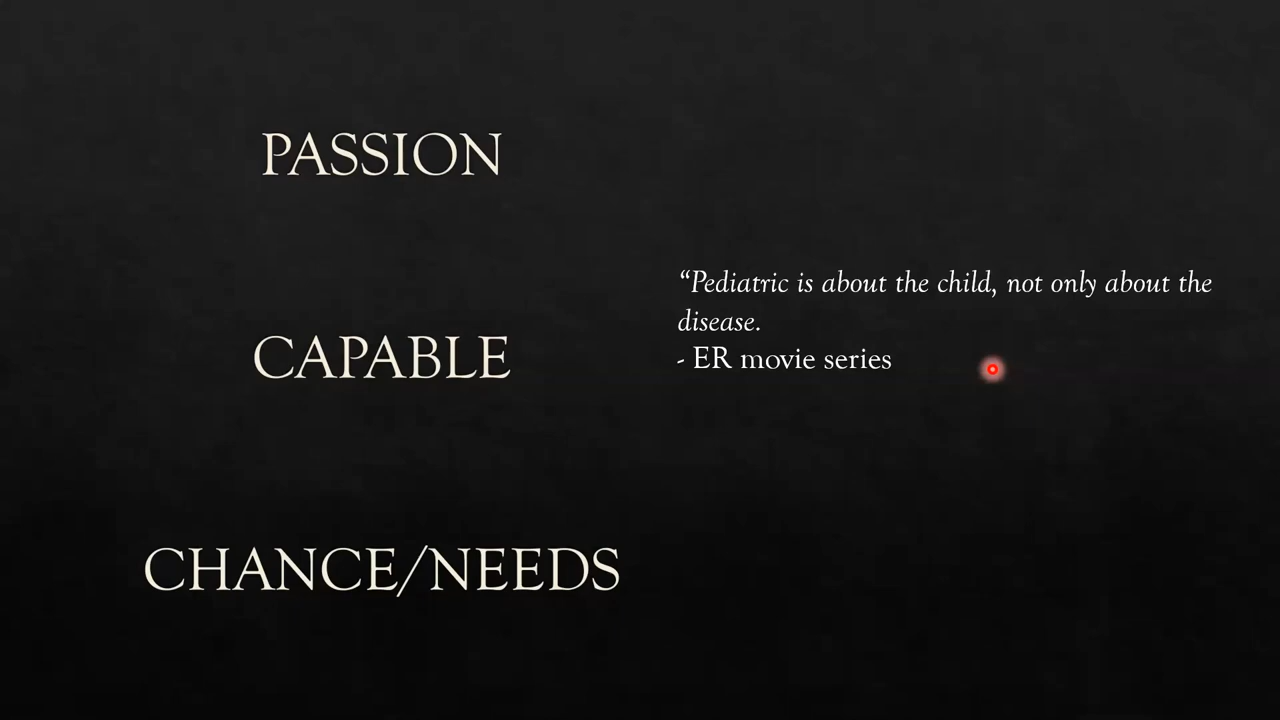 PASSION
“Pediatric is about the child, not only about the
disease.
- ER movie series
CAPABLE
CHANCE/NEEDS